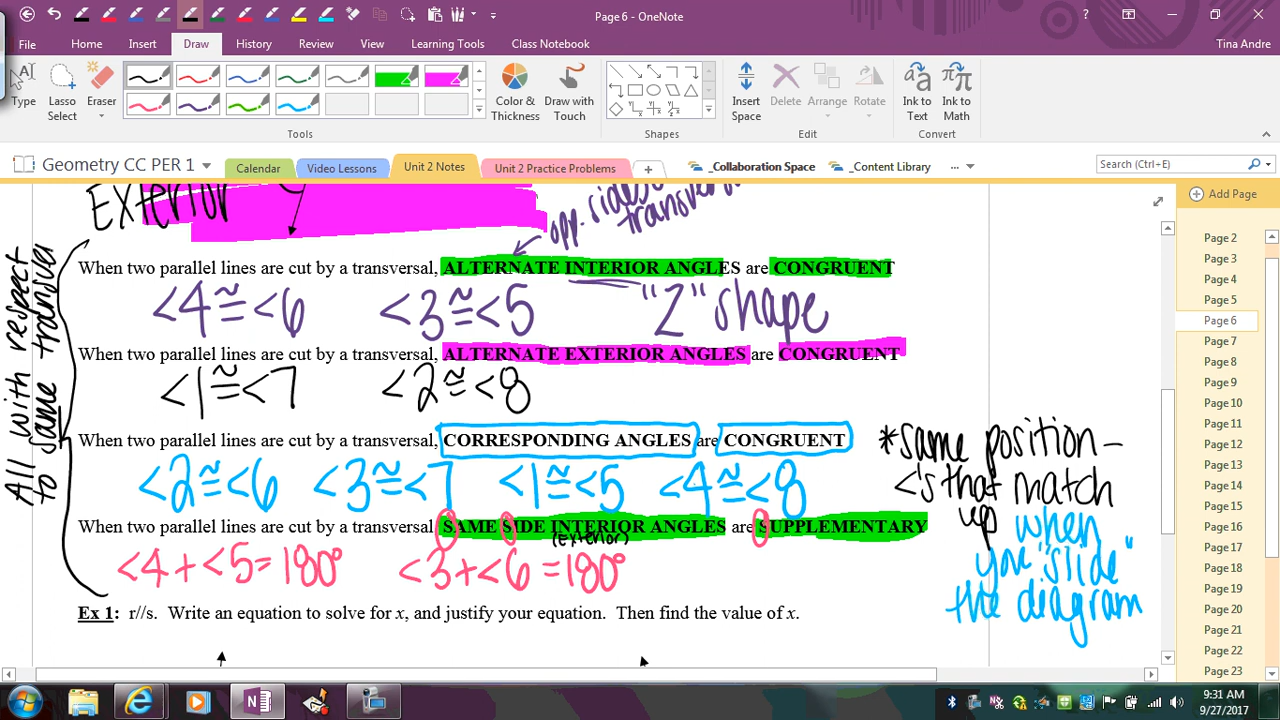 Page 6 - OneNote
File Home Insert Draw History Review View Learning Tools Class Notebook Tina Andre
Type Lasso Select Eraser Color & Thickness Draw with Touch Insert Space Delete Arrange Rotate Ink to Text Ink to Math
Tools Shapes Edit Convert
Geometry CC PER 1 Calendar Video Lessons Unit 2 Notes Unit 2 Practice Problems _Collaboration Space _Content Library ... Search (Ctrl+E)
Add Page
Page 2
Page 3
Page 4
Page 5
Page 6
Page 7
Page 8
Page 9
Page 10
Page 11
Page 12
Page 13
Page 14
Page 15
Page 16
Page 17
Page 18
Page 19
Page 20
Page 21
Page 22
Page 23
Exterior
opp. sides
All with respect
to same transversal
When two parallel lines are cut by a transversal, ALTERNATE INTERIOR ANGLES are CONGRUENT
<4≅<6 <3≅<5 "Z" shape
When two parallel lines are cut by a transversal, ALTERNATE EXTERIOR ANGLES are CONGRUENT
<1≅<7 <2≅<8
When two parallel lines are cut by a transversal, CORRESPONDING ANGLES are CONGRUENT
<2≅<6 <3≅<7 <1≅<5 <4≅<8
*same position-
<'s that match
up when
you "slide"
the diagram
When two parallel lines are cut by a transversal, SAME SIDE INTERIOR ANGLES are SUPPLEMENTARY
(Exterior)
<4+<5=180° <3+<6=180°
Ex 1: r//s. Write an equation to solve for x, and justify your equation. Then find the value of x.
9:31 AM
9/27/2017